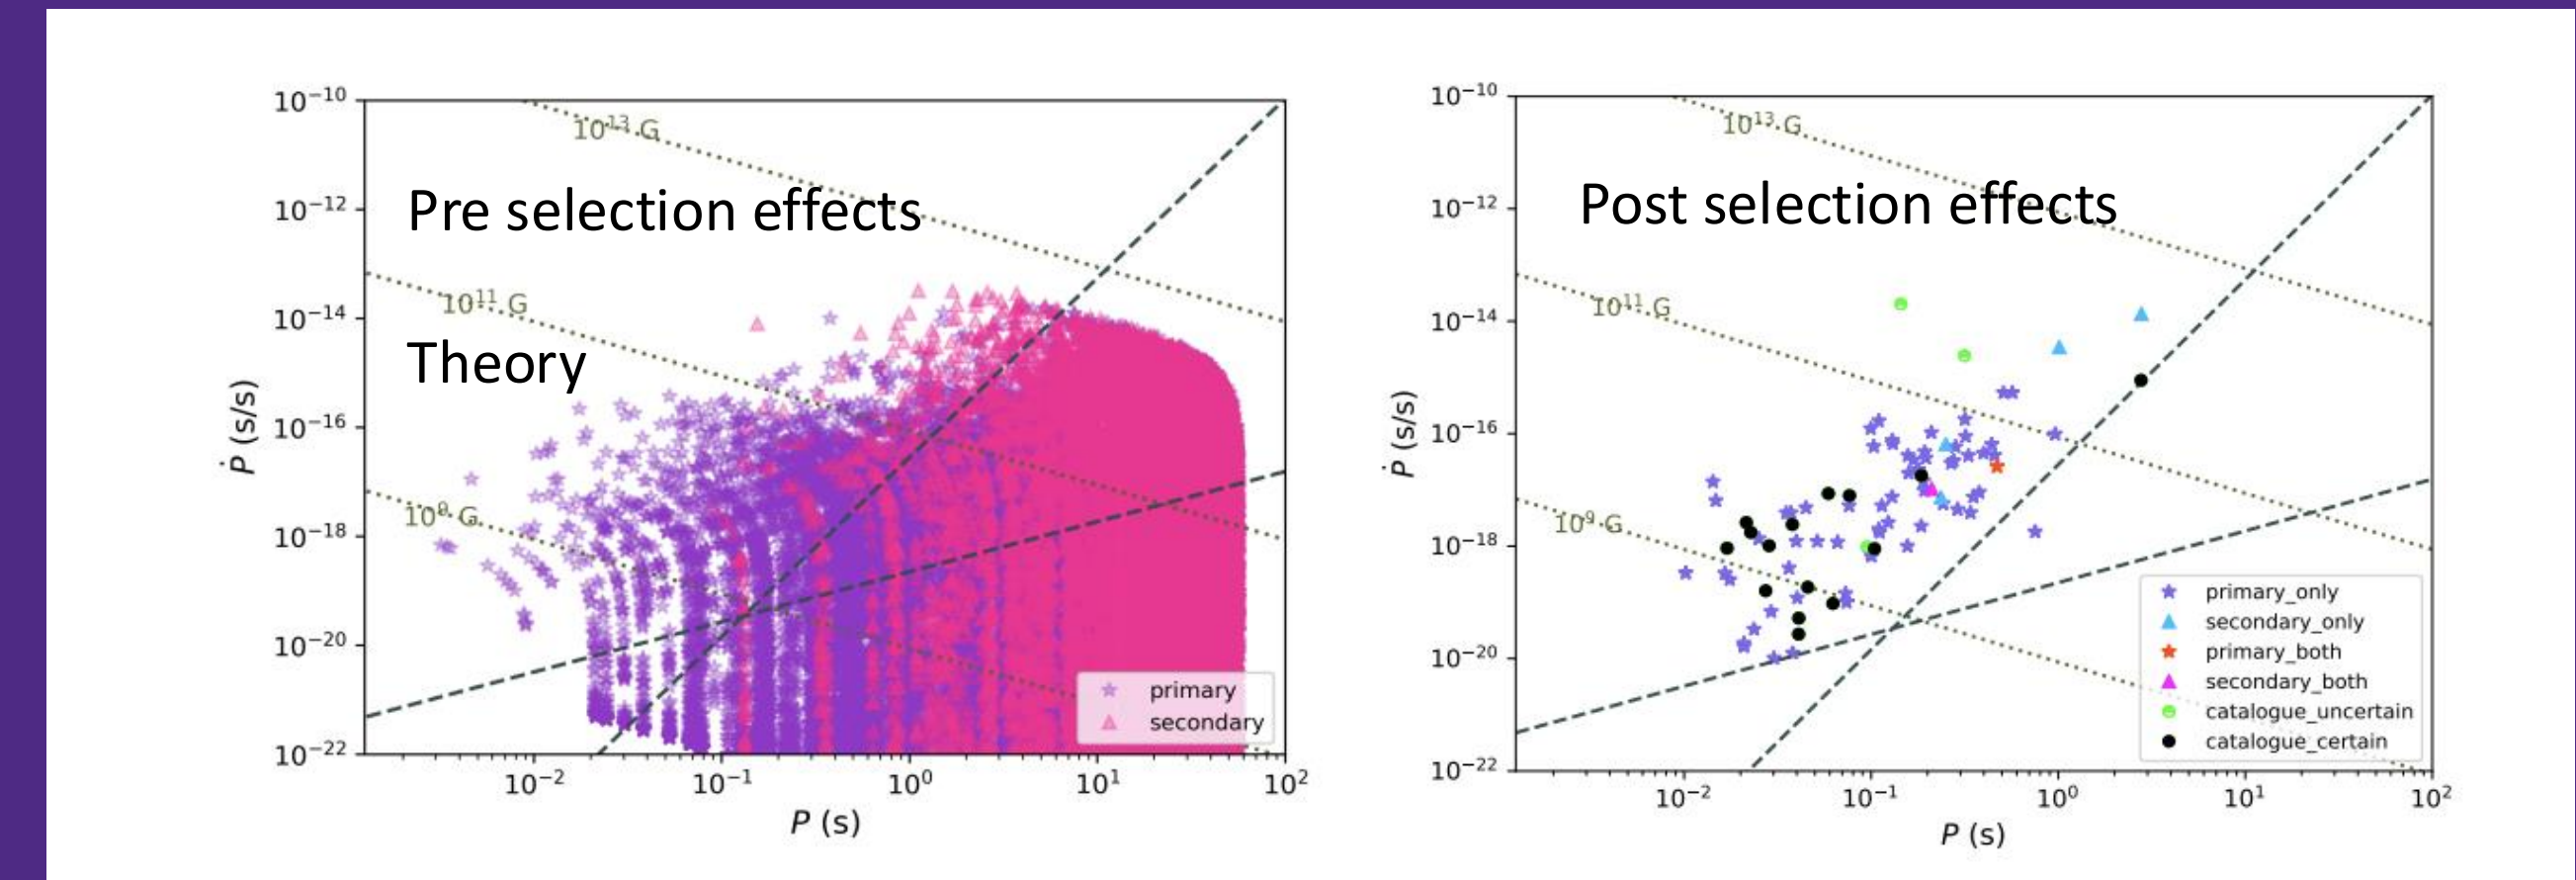 10⁻¹⁰
10⁻¹²
10⁻¹⁴
10⁻¹⁶
10⁻¹⁸
10⁻²⁰
10⁻²²
Ṗ (s/s)
10¹³ G
Pre selection effects
10¹¹ G
Theory
10⁹ G
primary
secondary
10⁻² 10⁻¹ 10⁰ 10¹ 10²
P (s)
10⁻¹⁰
10⁻¹²
10⁻¹⁴
10⁻¹⁶
10⁻¹⁸
10⁻²⁰
10⁻²²
Ṗ (s/s)
10¹³ G
Post selection effects
10¹¹ G
10⁹ G
primary_only
secondary_only
primary_both
secondary_both
catalogue_uncertain
catalogue_certain
10⁻² 10⁻¹ 10⁰ 10¹ 10²
P (s)